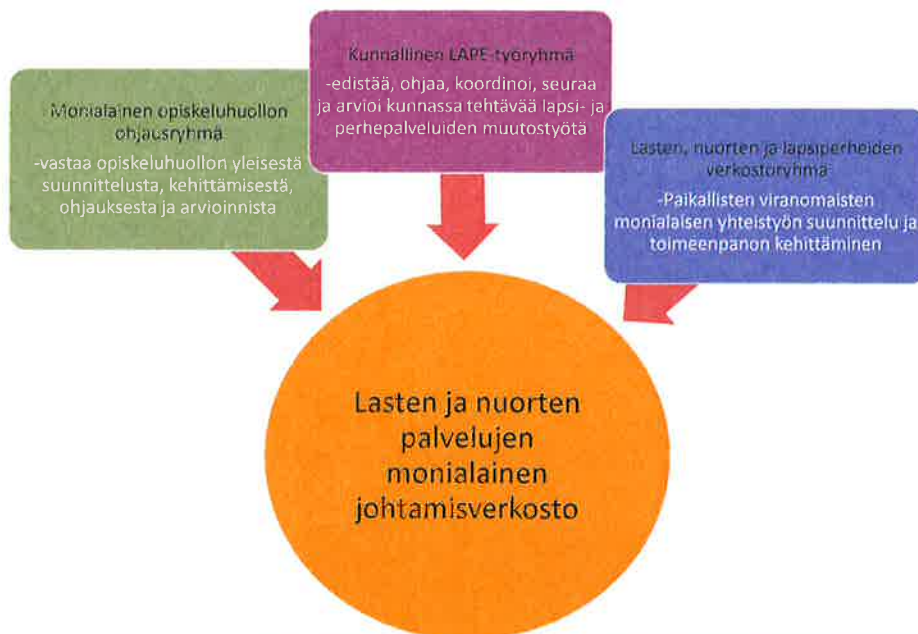 Monialainen opiskeluhuollon
ohjausryhmä
-vastaa opiskeluhuollon yleisestä
suunnittelusta, kehittämisestä,
ohjauksesta ja arvioinnista
Kunnallinen LAPE-työryhmä
-edistää, ohjaa, koordinoi, seuraa
ja arvioi kunnassa tehtävää lapsi- ja
perhepalveluiden muutostyötä
Lasten, nuorten ja lapsiperheiden
verkostoryhmä
-Paikallisten viranomaisten
monialaisen yhteistyön suunnittelu ja
toimeenpanon kehittäminen
Lasten ja nuorten
palvelujen
monialainen
johtamisverkosto